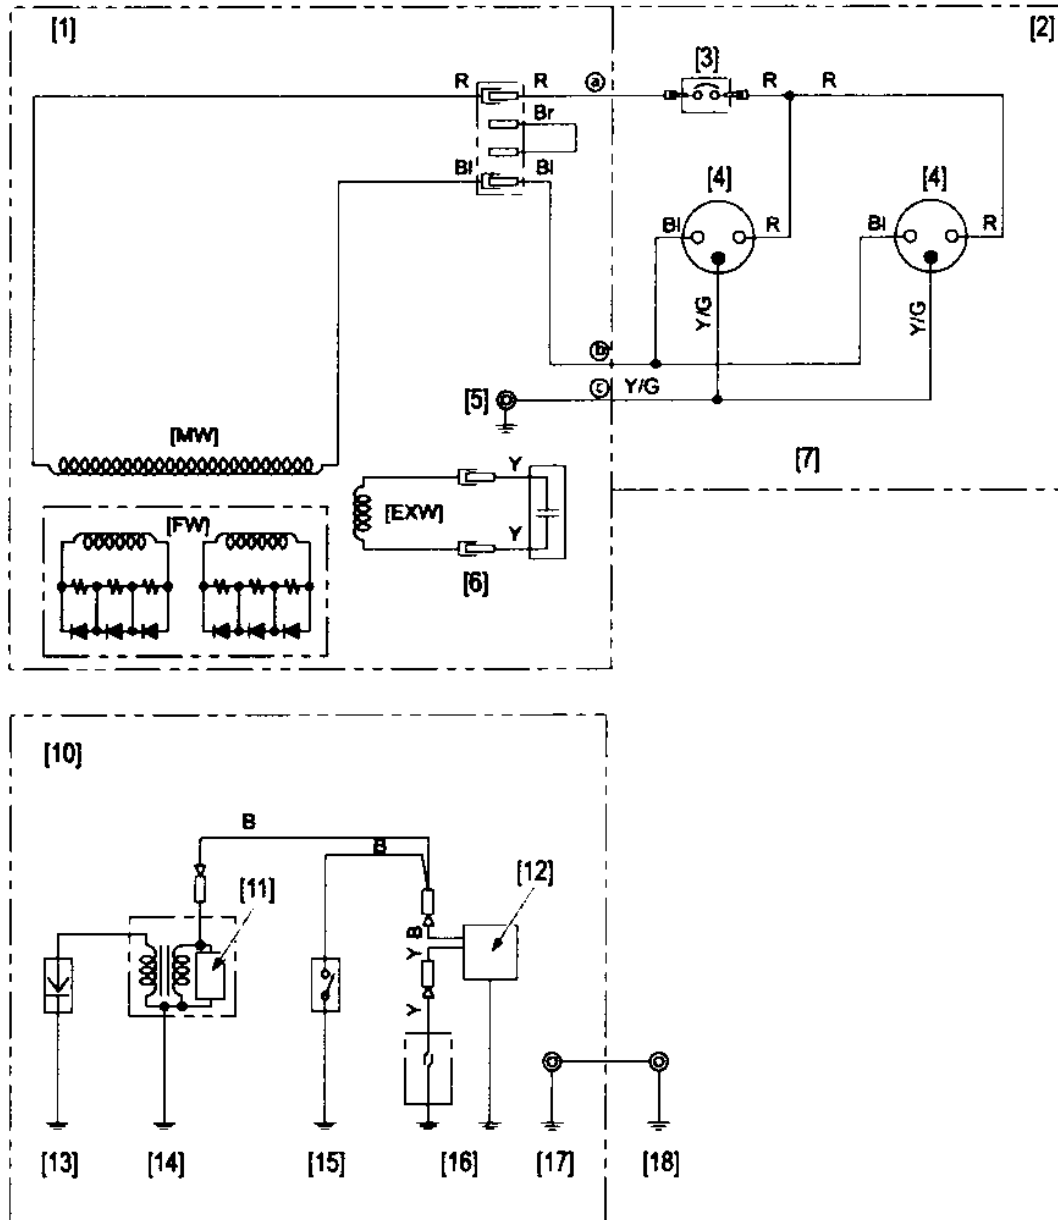 [1] [2]
[3]
R R ⓐ R R
Br
Bl Bl
[4] [4]
Bl R Bl R
Y/G Y/G
ⓑ
ⓒ Y/G
[5]
[MW] [7]
[FW]
[EXW] Y
Y
[6]
[10]
B
B
[11] [12]
B
Y
Y
[13] [14] [15] [16] [17] [18]